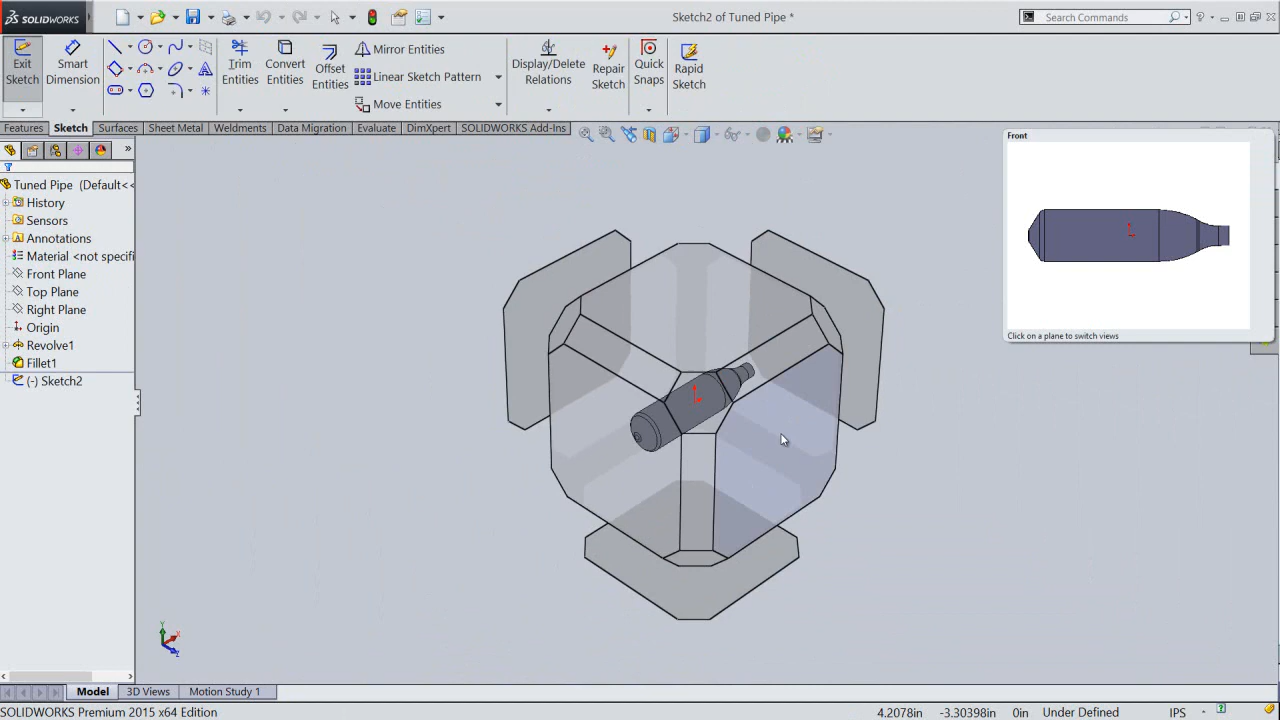 SOLIDWORKS
Sketch2 of Tuned Pipe *
Search Commands
Exit Sketch
Smart Dimension
Trim Entities
Convert Entities
Offset Entities
Mirror Entities
Linear Sketch Pattern
Move Entities
Display/Delete Relations
Repair Sketch
Quick Snaps
Rapid Sketch
Features
Sketch
Surfaces
Sheet Metal
Weldments
Data Migration
Evaluate
DimXpert
SOLIDWORKS Add-Ins
Front
Click on a plane to switch views
Tuned Pipe (Default<<
History
Sensors
Annotations
Material <not specifi
Front Plane
Top Plane
Right Plane
Origin
Revolve1
Fillet1
(-) Sketch2
Y
X
Z
Model
3D Views
Motion Study 1
SOLIDWORKS Premium 2015 x64 Edition
4.2078in
-3.30398in
0in
Under Defined
IPS